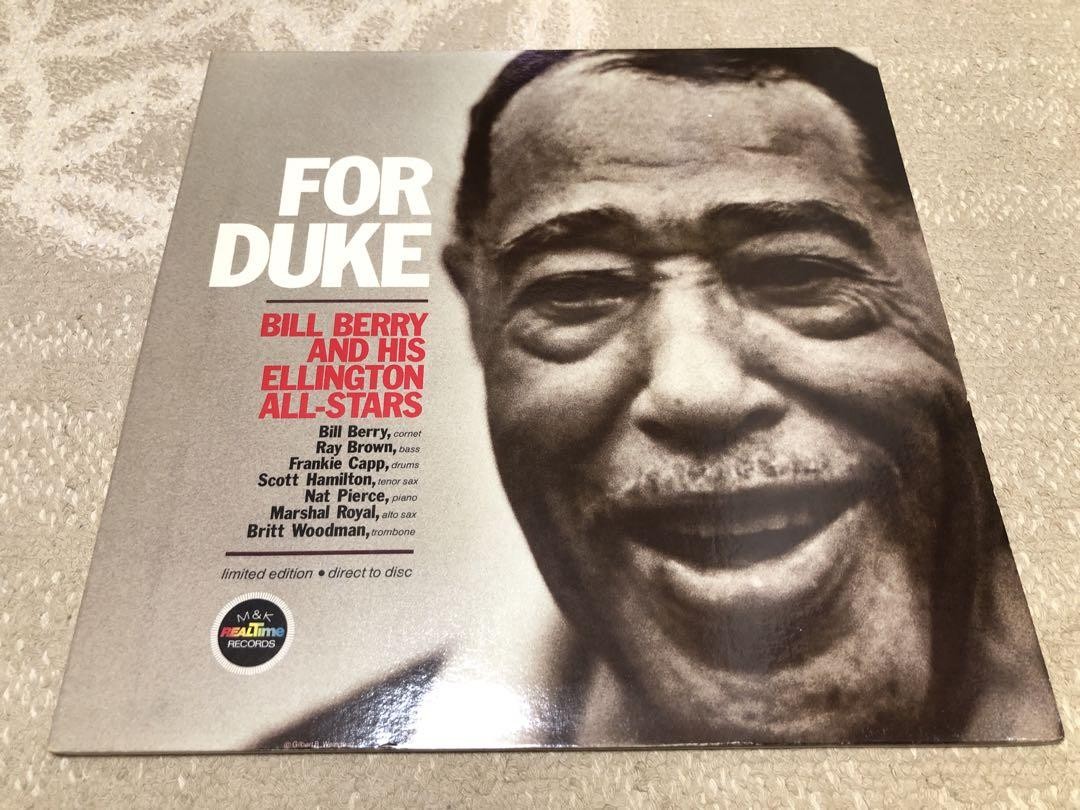 FOR
DUKE
BILL BERRY
AND HIS
ELLINGTON
ALL-STARS
Bill Berry, cornet
Ray Brown, bass
Frankie Capp, drums
Scott Hamilton, tenor sax
Nat Pierce, piano
Marshal Royal, alto sax
Britt Woodman, trombone
limited edition • direct to disc
M&K
REALTime
RECORDS
© Gilbert